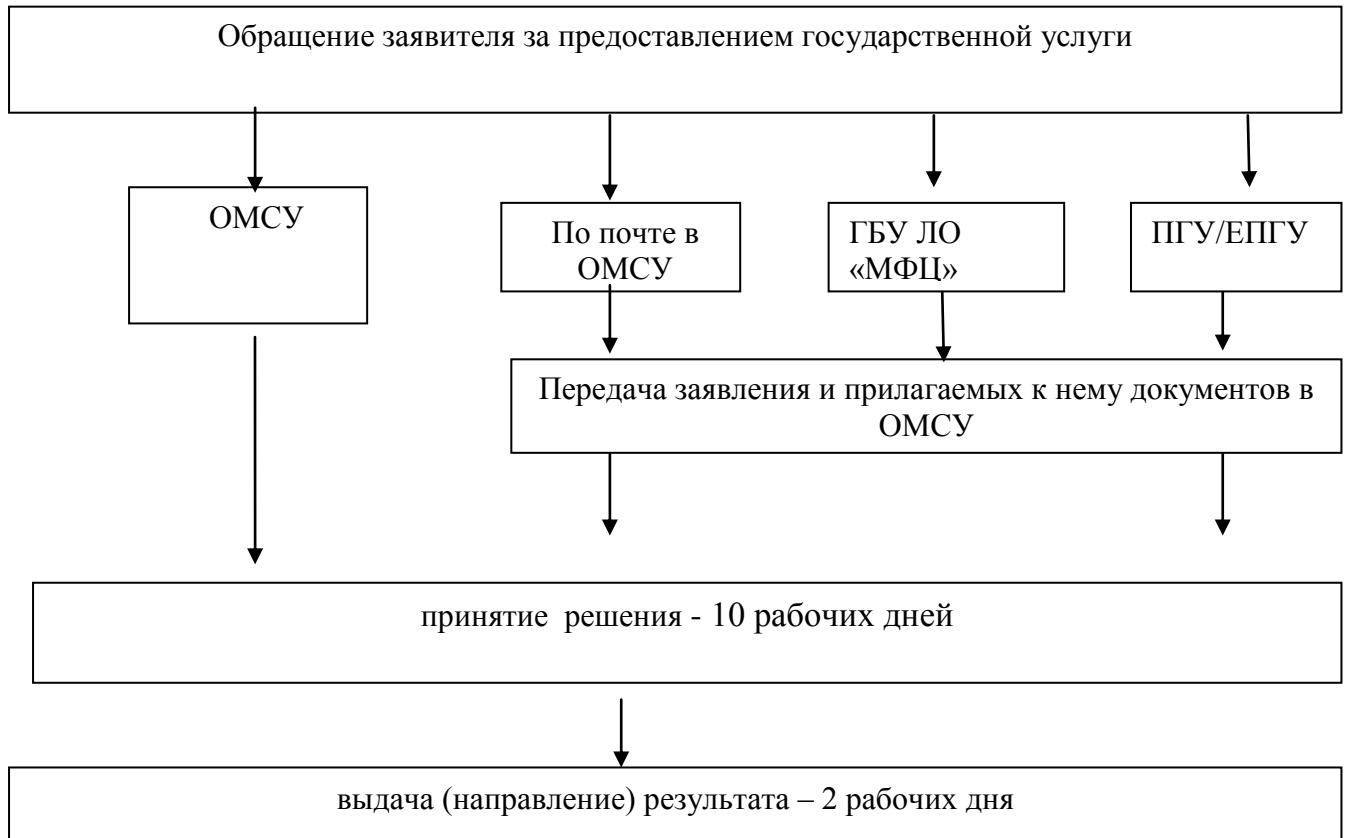 Обращение заявителя за предоставлением государственной услуги
ОМСУ
По почте в
ОМСУ
ГБУ ЛО
«МФЦ»
ПГУ/ЕПГУ
Передача заявления и прилагаемых к нему документов в
ОМСУ
принятие решения - 10 рабочих дней
выдача (направление) результата – 2 рабочих дня